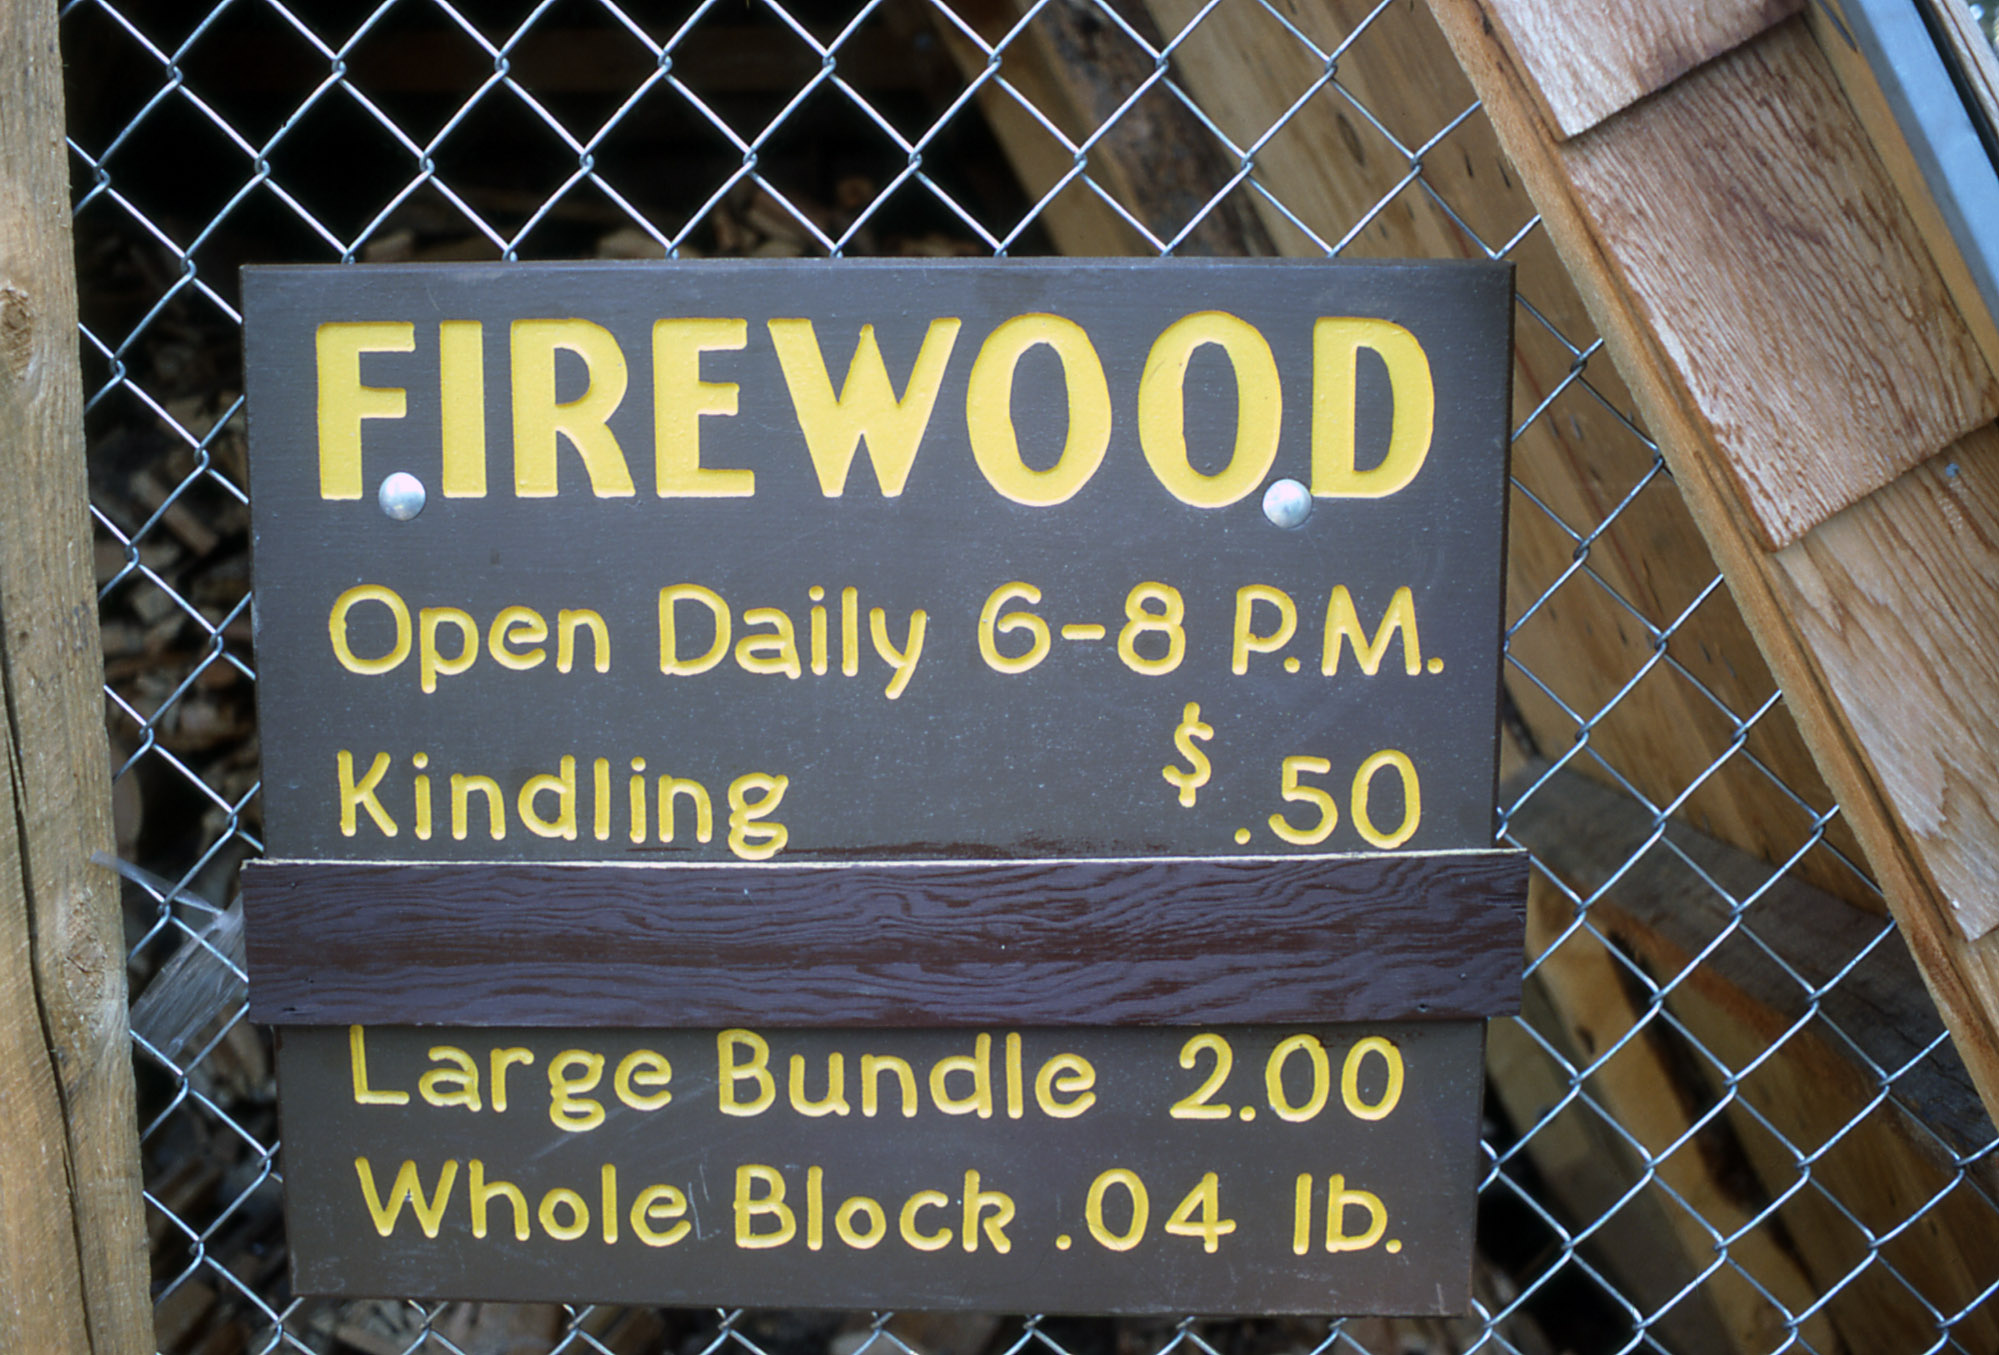 FIREWOOD
Open Daily 6-8 P.M.
Kindling $.50
Large Bundle 2.00
Whole Block .04 lb.